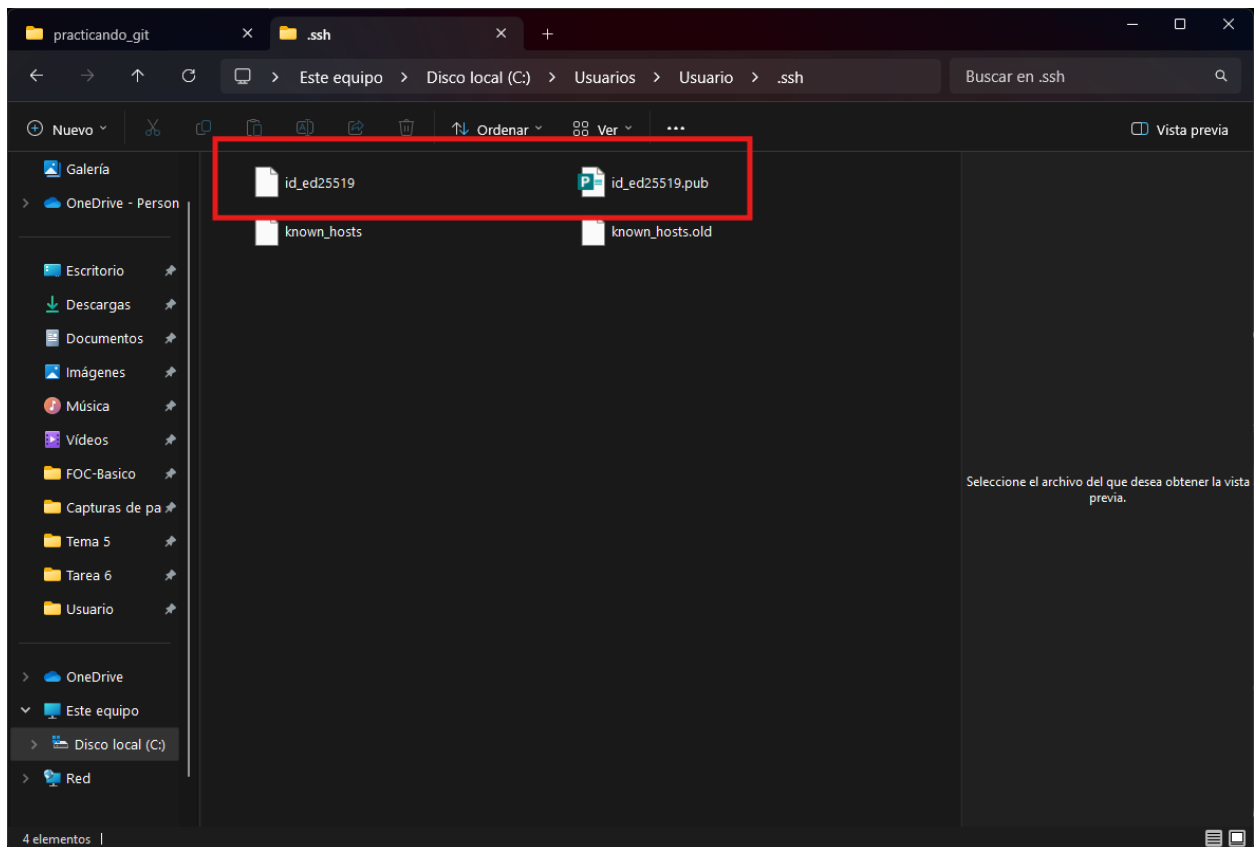 practicando_git
.ssh
Este equipo > Disco local (C:) > Usuarios > Usuario > .ssh
Buscar en .ssh
Nuevo
Ordenar
Ver
Vista previa
Galería
OneDrive - Person
Escritorio
Descargas
Documentos
Imágenes
Música
Vídeos
FOC-Basico
Capturas de pa
Tema 5
Tarea 6
Usuario
OneDrive
Este equipo
Disco local (C:)
Red
id_ed25519
id_ed25519.pub
known_hosts
known_hosts.old
Seleccione el archivo del que desea obtener la vista
previa.
4 elementos